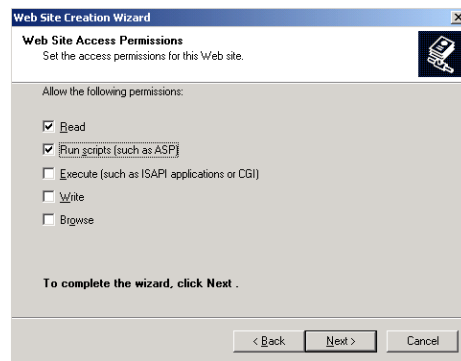 Web Site Creation Wizard
Web Site Access Permissions
Set the access permissions for this Web site.
Allow the following permissions:
Read
Run scripts (such as ASP)
Execute (such as ISAPI applications or CGI)
Write
Browse
To complete the wizard, click Next .
< Back Next > Cancel